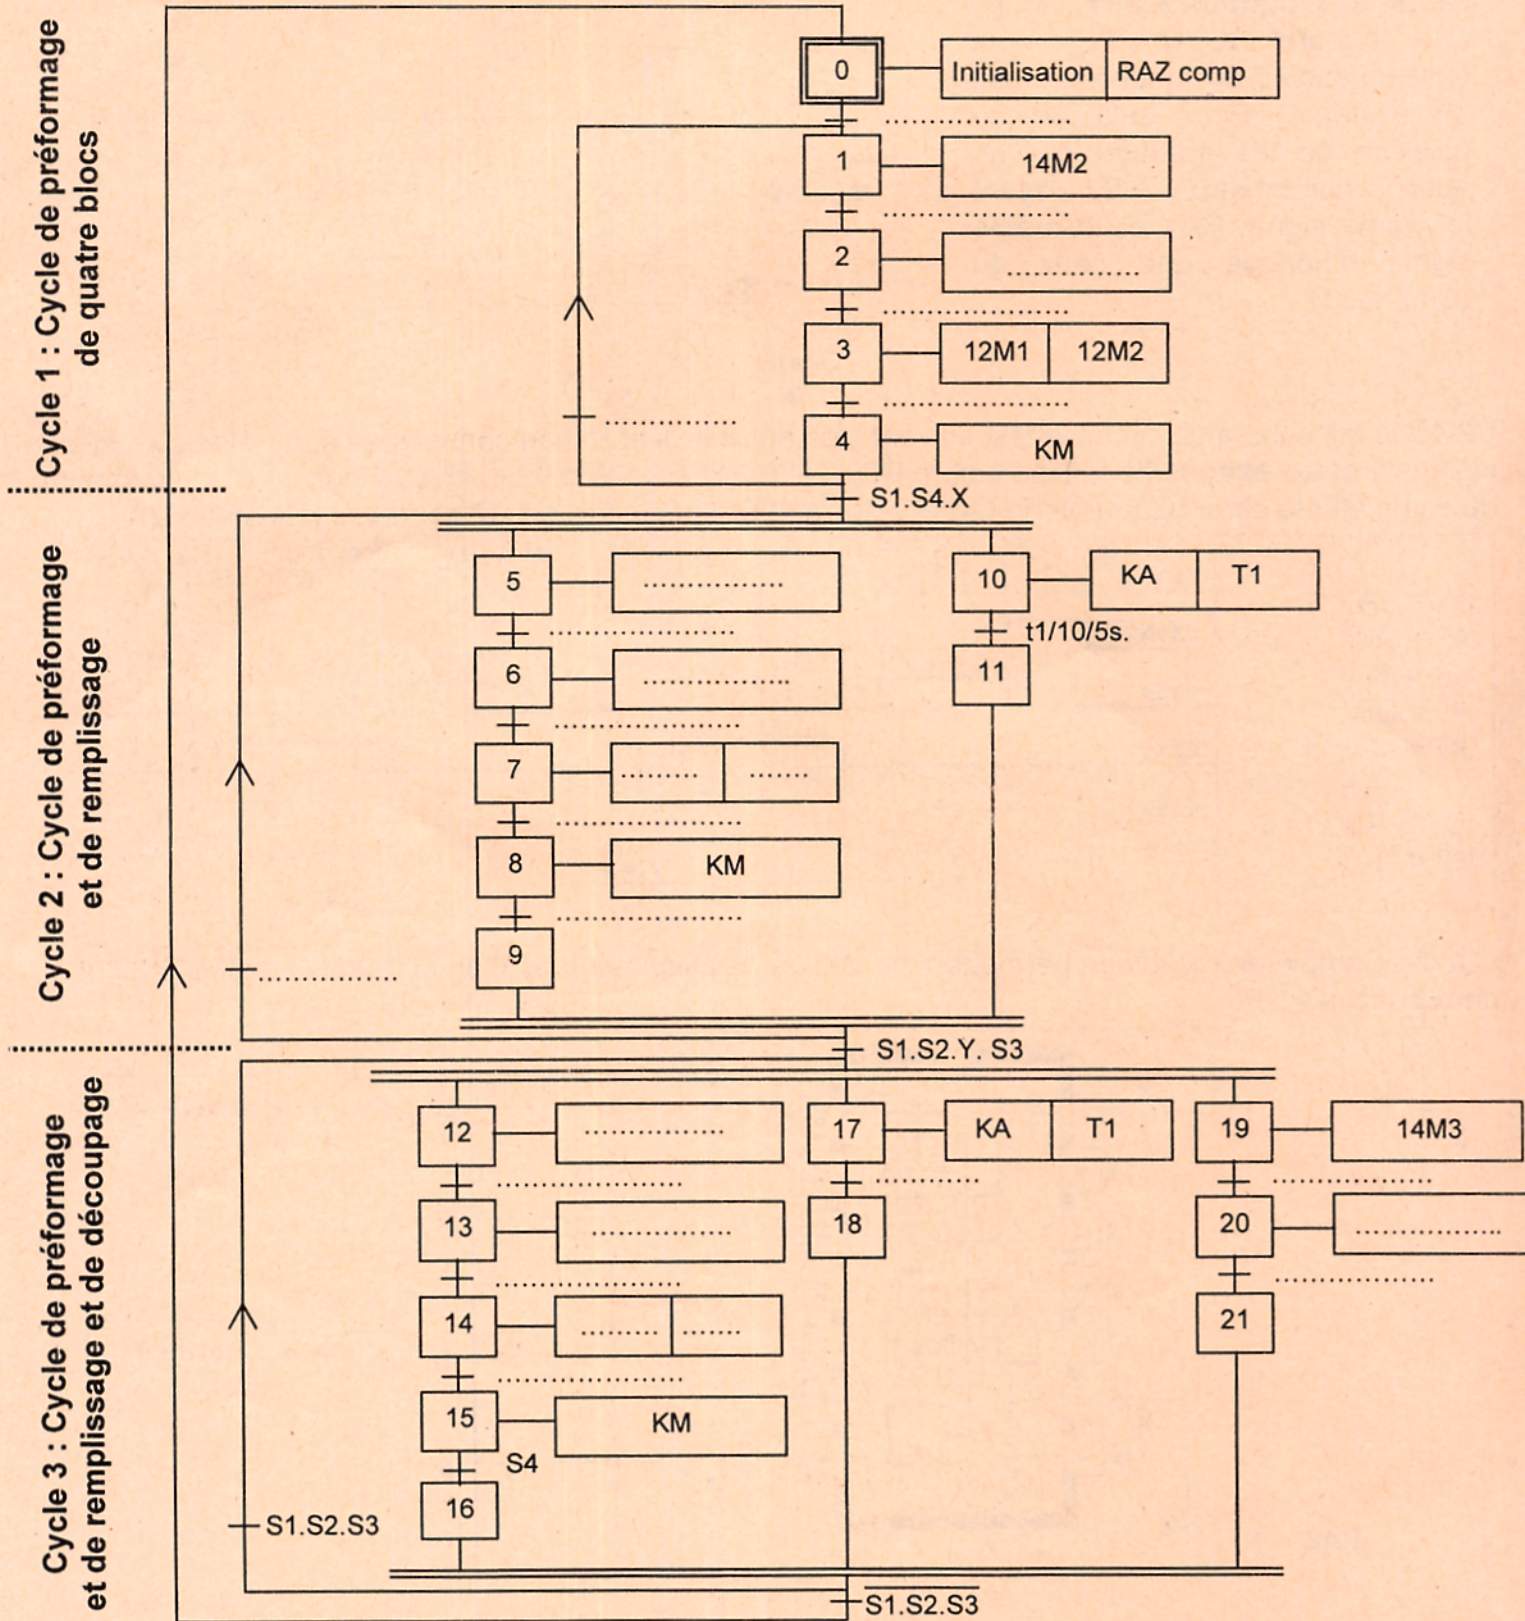 Cycle 1 : Cycle de préformage
de quatre blocs
0
Initialisation
RAZ comp
....................
1
14M2
....................
2
...............
....................
3
12M1
12M2
....................
4
KM
..............
S1.S4.X
Cycle 2 : Cycle de préformage
et de remplissage
5
...............
10
KA
T1
....................
t1/10/5s.
6
................
11
....................
7
.........
.......
....................
8
KM
....................
9
...............
S1.S2.Y. S3
Cycle 3 : Cycle de préformage
et de remplissage et de découpage
12
...............
17
KA
T1
19
14M3
....................
...........
.................
13
...............
18
20
................
....................
.................
14
.........
.......
21
....................
15
KM
S4
16
S1.S2.S3
S1.S2.S3